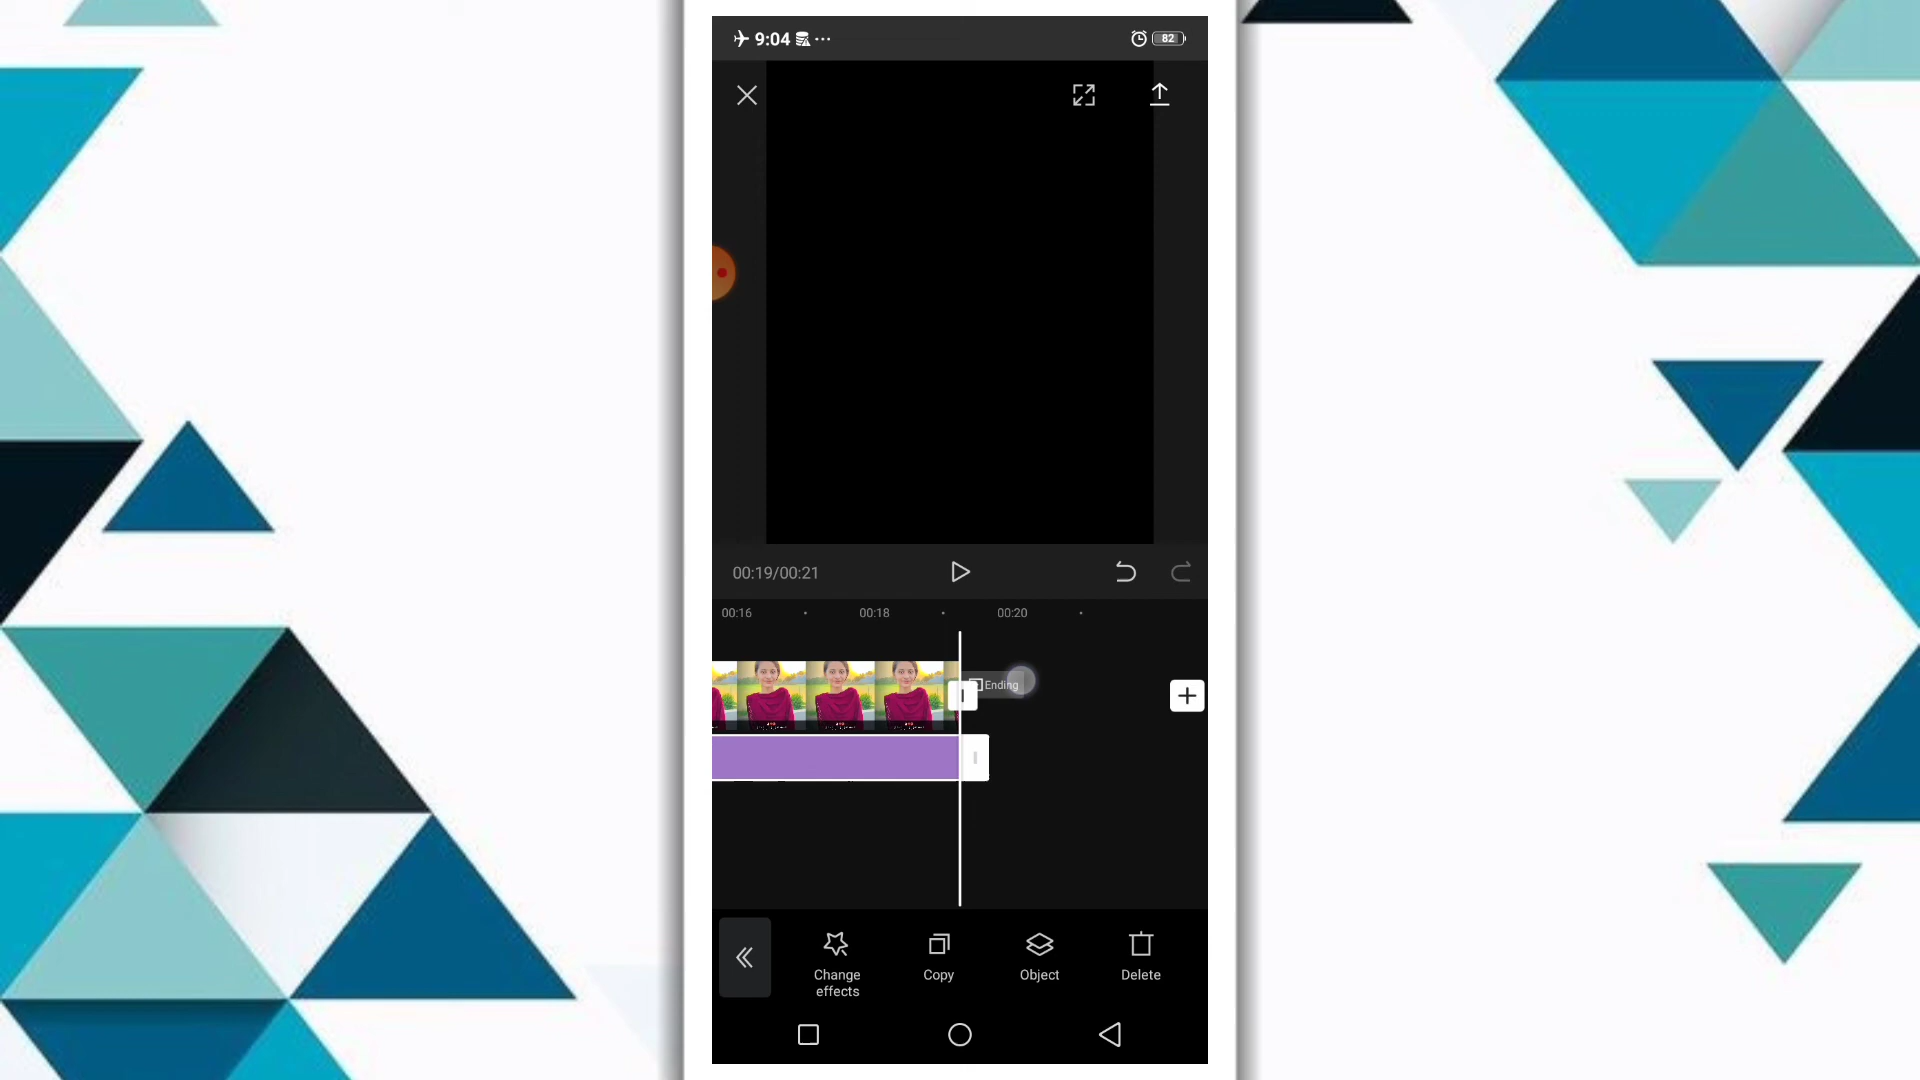 9:04
82
00:19/00:21
00:16
00:18
00:20
Ending
Change
effects
Copy
Object
Delete